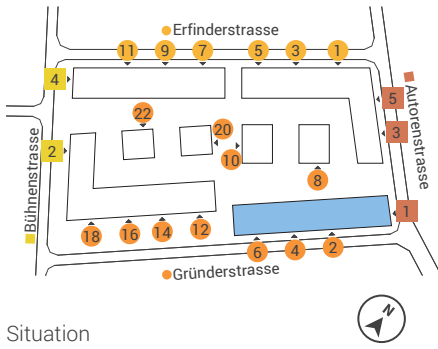 Erfinderstrasse
11 9 7 5 3 1
4
5
22
3
20
2
10
Autorenstrasse
8
Bühnenstrasse
1
18 16 14 12
6 4 2
Gründerstrasse
N
Situation